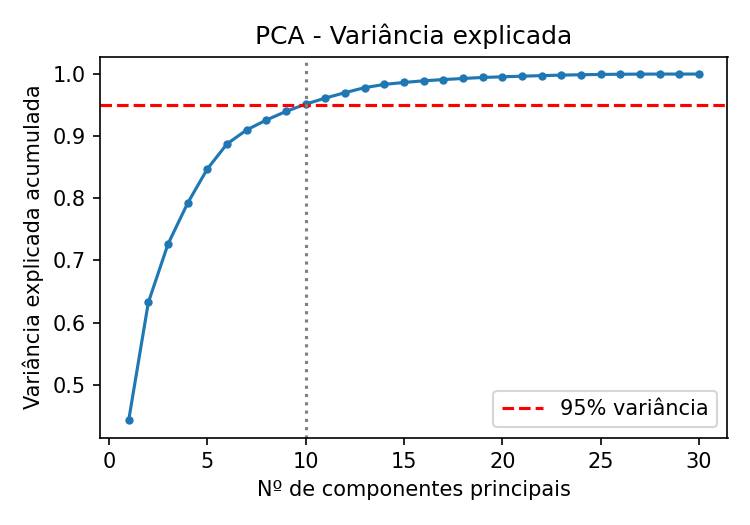 PCA - Variância explicada
Variância explicada acumulada
1.0
0.9
0.8
0.7
0.6
0.5
95% variância
0 5 10 15 20 25 30
Nº de componentes principais